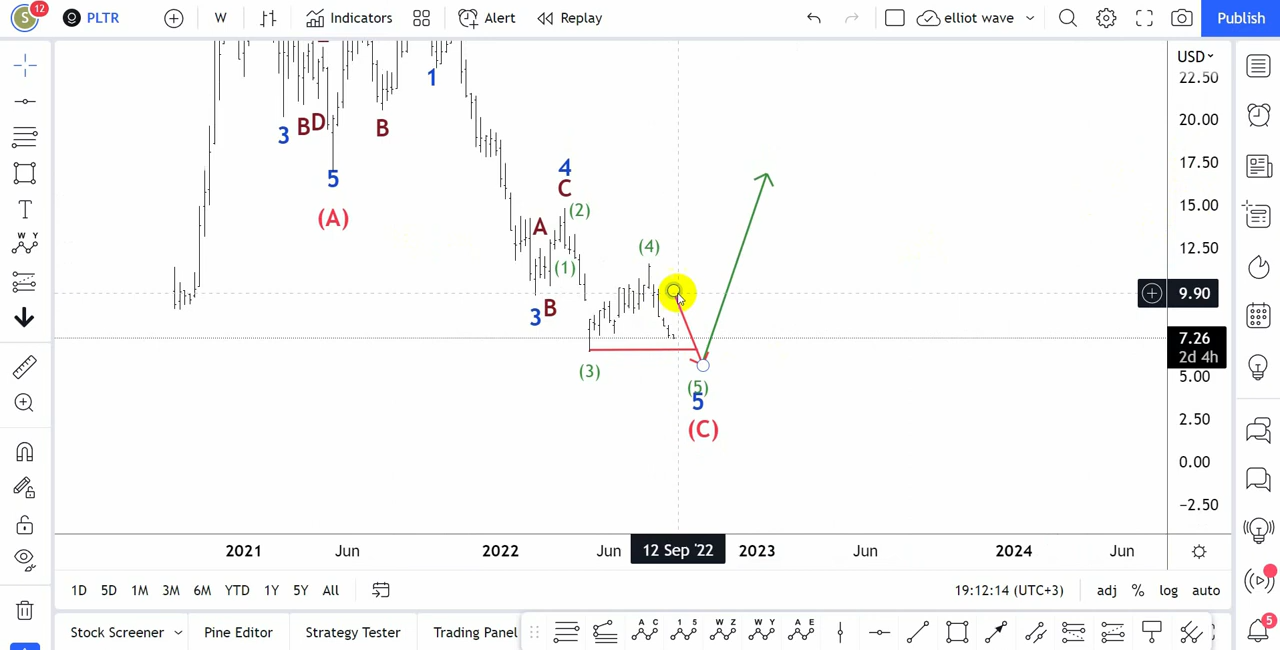 S 12 PLTR W Indicators Alert Replay elliot wave Publish
USD
22.50
1
20.00
3 B D B
17.50
4
5
C
15.00
(2)
(A)
A
(4)
12.50
(1)
9.90
B
3
7.26
2d 4h
(3)
5.00
(5)
5
2.50
(C)
0.00
−2.50
2021 Jun 2022 Jun 12 Sep '22 2023 Jun 2024 Jun
1D 5D 1M 3M 6M YTD 1Y 5Y All 19:12:14 (UTC+3) adj % log auto
Stock Screener Pine Editor Strategy Tester Trading Panel A C 1 5 W Z W Y A E 5